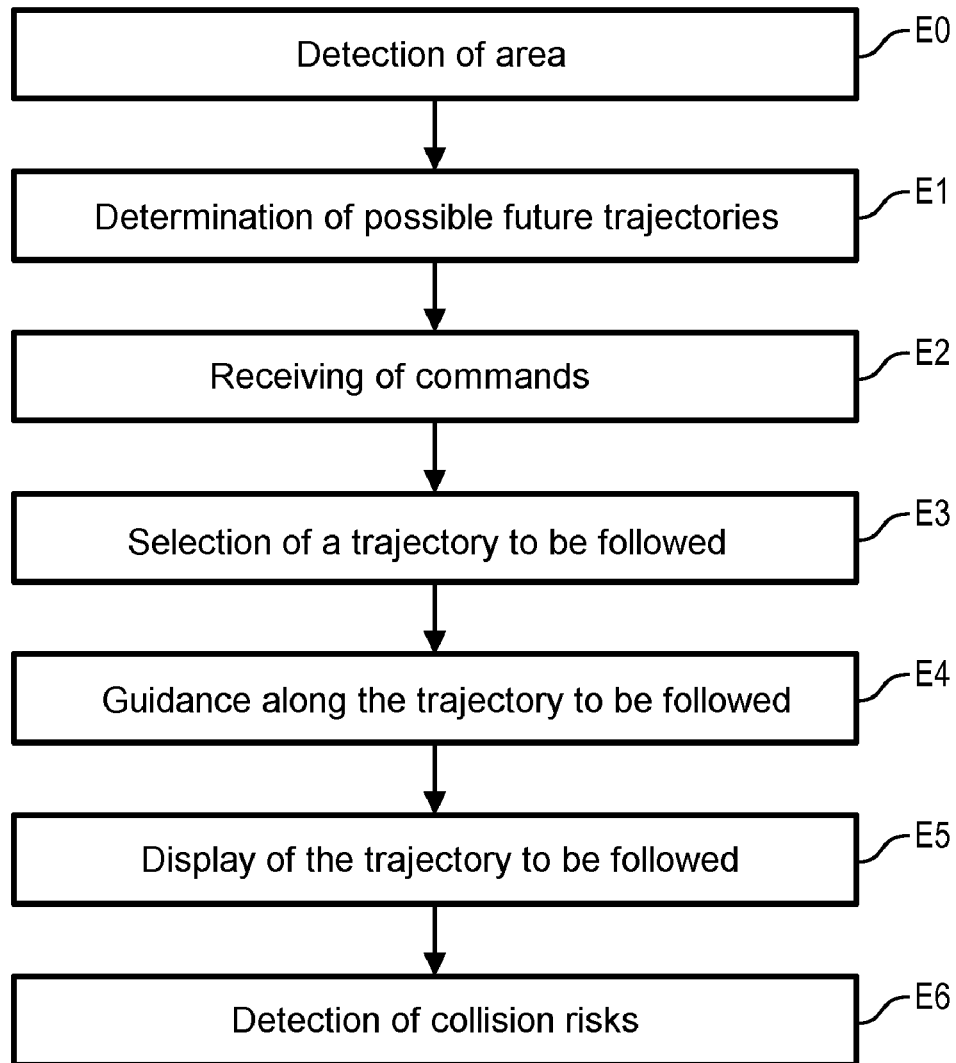 Detection of area
E0
Determination of possible future trajectories
E1
Receiving of commands
E2
Selection of a trajectory to be followed
E3
Guidance along the trajectory to be followed
E4
Display of the trajectory to be followed
E5
Detection of collision risks
E6